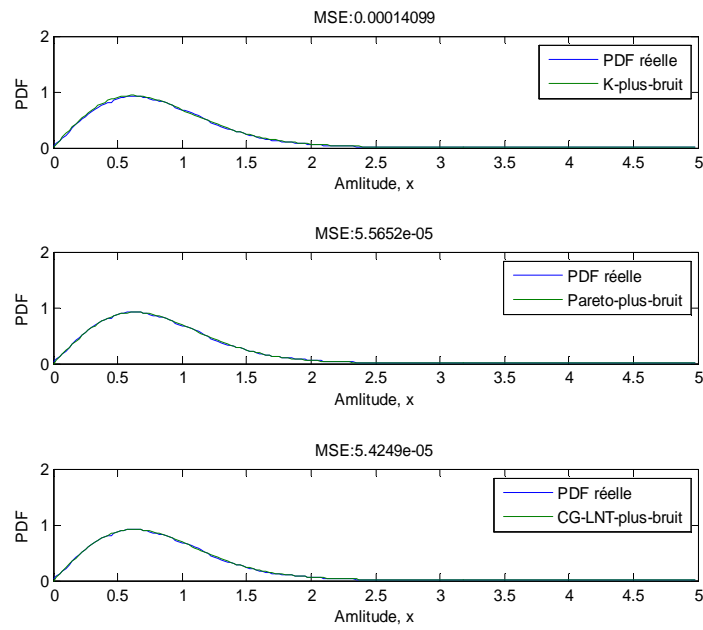 MSE:0.00014099
2
1
0
PDF
PDF réelle
K-plus-bruit
0 0.5 1 1.5 2 2.5 3 3.5 4 4.5 5
Amlitude, x
MSE:5.5652e-05
2
1
0
PDF
PDF réelle
Pareto-plus-bruit
0 0.5 1 1.5 2 2.5 3 3.5 4 4.5 5
Amlitude, x
MSE:5.4249e-05
2
1
0
PDF
PDF réelle
CG-LNT-plus-bruit
0 0.5 1 1.5 2 2.5 3 3.5 4 4.5 5
Amlitude, x